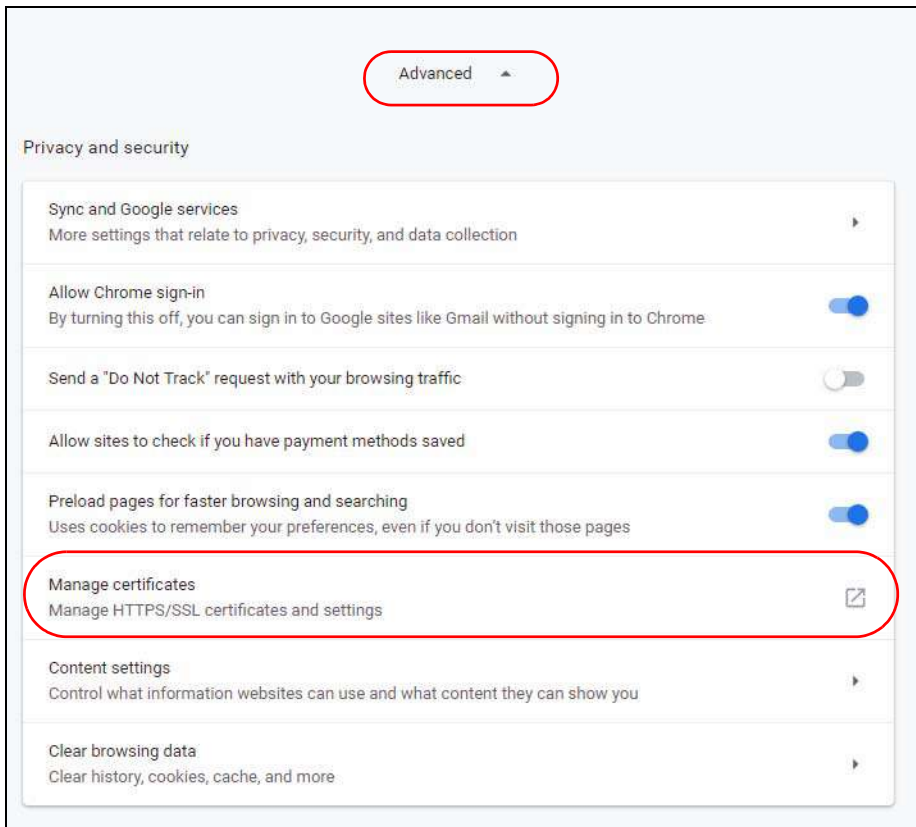 Advanced
Privacy and security
Sync and Google services
More settings that relate to privacy, security, and data collection
Allow Chrome sign-in
By turning this off, you can sign in to Google sites like Gmail without signing in to Chrome
Send a "Do Not Track" request with your browsing traffic
Allow sites to check if you have payment methods saved
Preload pages for faster browsing and searching
Uses cookies to remember your preferences, even if you don't visit those pages
Manage certificates
Manage HTTPS/SSL certificates and settings
Content settings
Control what information websites can use and what content they can show you
Clear browsing data
Clear history, cookies, cache, and more